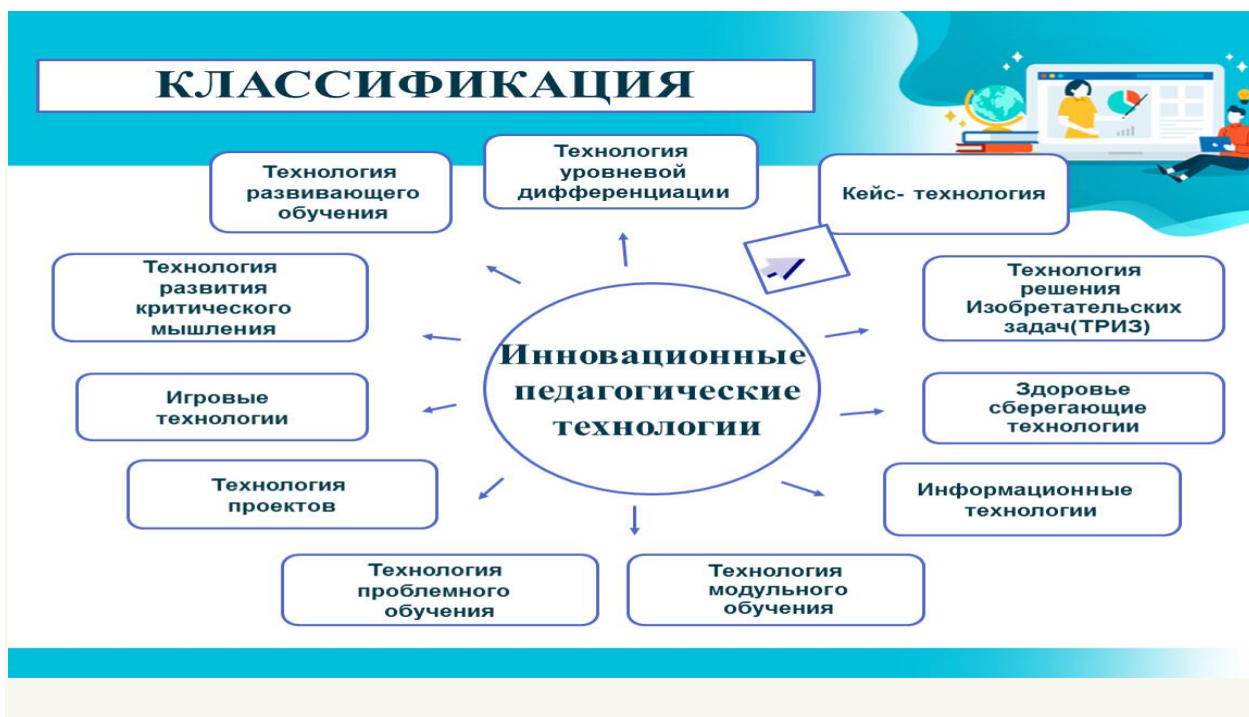 КЛАССИФИКАЦИЯ
Технология
развивающего
обучения
Технология
уровневой
дифференциации
Кейс- технология
Технология
развития
критического
мышления
Технология
решения
Изобретательских
задач(ТРИЗ)
Инновационные
педагогические
технологии
Игровые
технологии
Здоровье
сберегающие
технологии
Технология
проектов
Информационные
технологии
Технология
проблемного
обучения
Технология
модульного
обучения